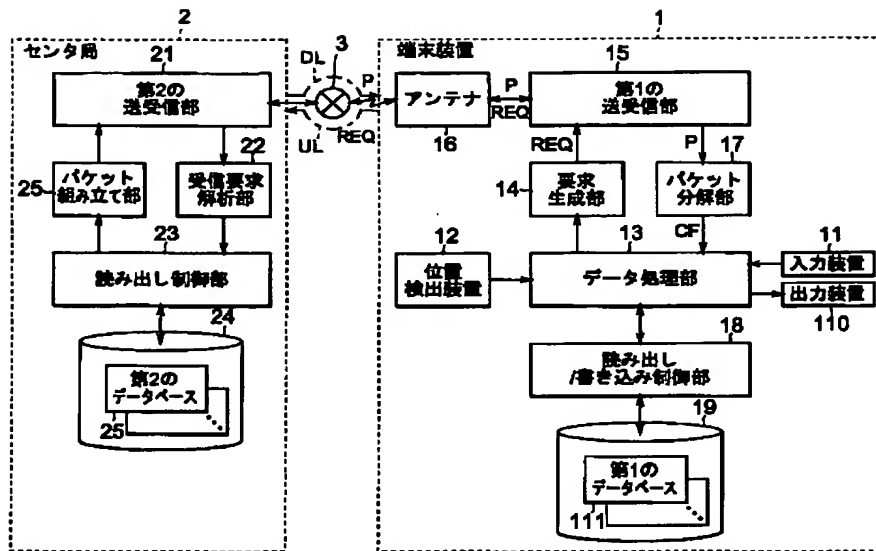 2
センタ局
21
第2の
送受信部
25
パケット
組み立て部
22
受信要求
解析部
23
読み出し制御部
24
第2の
データベース
25
DL
3
P
UL
REQ
1
端末装置
アンテナ
16
P
REQ
15
第1の
送受信部
REQ
P
14
要求
生成部
17
パケット
分解部
CF
12
位置
検出装置
13
データ処理部
11
入力装置
出力装置
110
18
読み出し
/書き込み制御部
19
第1の
データベース
111